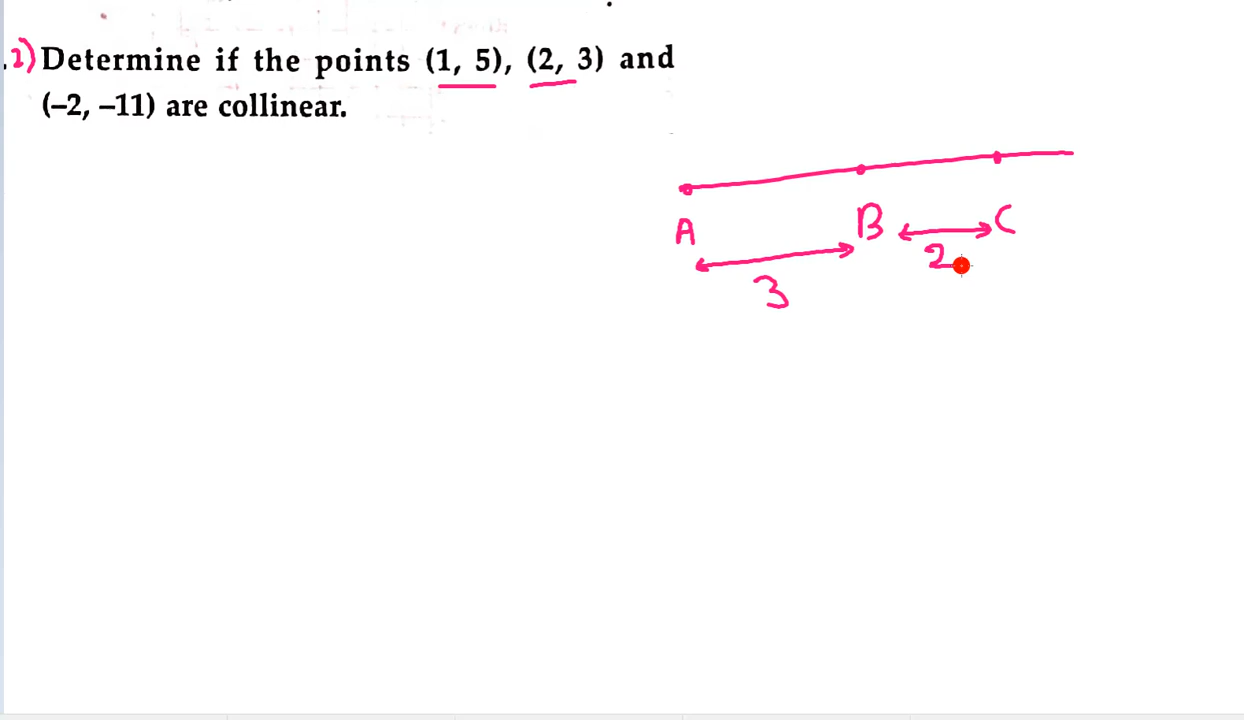 .2) Determine if the points (1, 5), (2, 3) and
(–2, –11) are collinear.
A B C
3 2